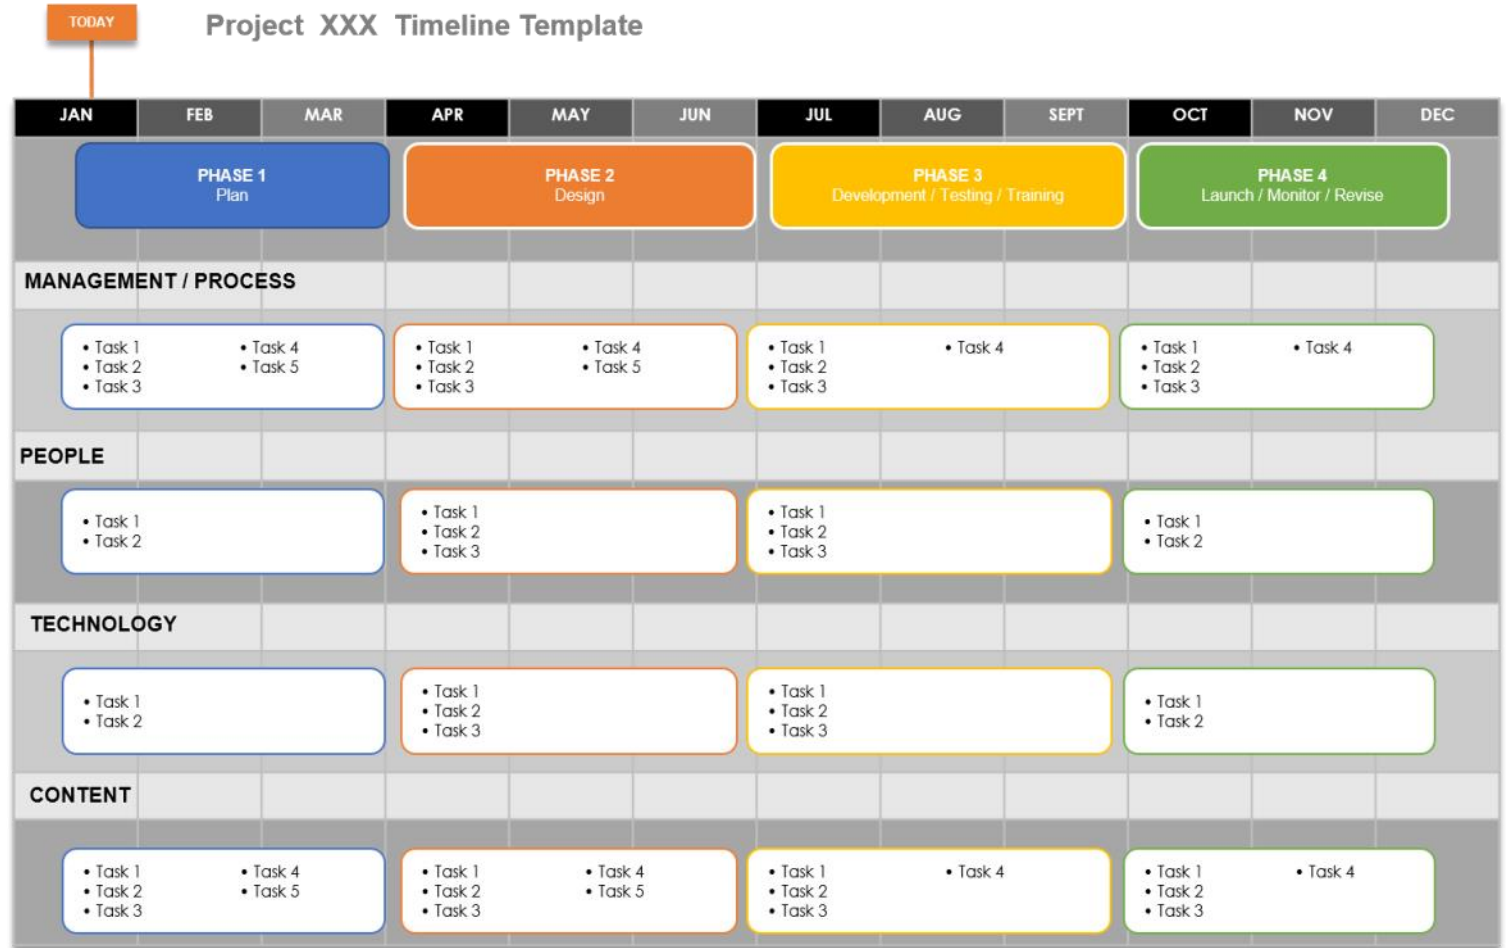 TODAY
Project XXX Timeline Template
JAN FEB MAR APR MAY JUN JUL AUG SEPT OCT NOV DEC
PHASE 1
Plan
PHASE 2
Design
PHASE 3
Development / Testing / Training
PHASE 4
Launch / Monitor / Revise
MANAGEMENT / PROCESS
• Task 1
• Task 2
• Task 3
• Task 4
• Task 5
• Task 1
• Task 2
• Task 3
• Task 4
• Task 5
• Task 1
• Task 2
• Task 3
• Task 4
• Task 1
• Task 2
• Task 3
• Task 4
PEOPLE
• Task 1
• Task 2
• Task 1
• Task 2
• Task 3
• Task 1
• Task 2
• Task 3
• Task 1
• Task 2
TECHNOLOGY
• Task 1
• Task 2
• Task 1
• Task 2
• Task 3
• Task 1
• Task 2
• Task 3
• Task 1
• Task 2
CONTENT
• Task 1
• Task 2
• Task 3
• Task 4
• Task 5
• Task 1
• Task 2
• Task 3
• Task 4
• Task 5
• Task 1
• Task 2
• Task 3
• Task 4
• Task 1
• Task 2
• Task 3
• Task 4